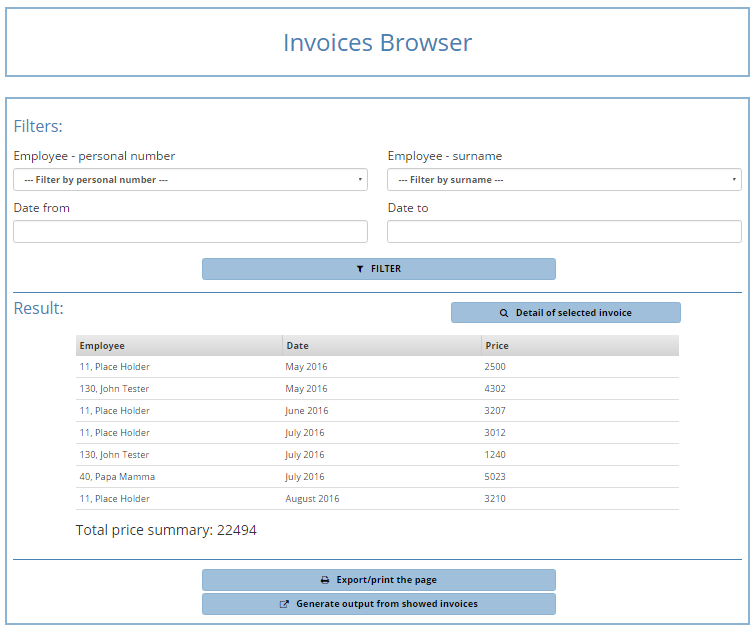 Invoices Browser
Filters:
Employee - personal number Employee - surname
--- Filter by personal number --- --- Filter by surname ---
Date from Date to
FILTER
Result: Detail of selected invoice
Employee Date Price
11, Place Holder May 2016 2500
130, John Tester May 2016 4302
11, Place Holder June 2016 3207
11, Place Holder July 2016 3012
130, John Tester July 2016 1240
40, Papa Mamma July 2016 5023
11, Place Holder August 2016 3210
Total price summary: 22494
Export/print the page
Generate output from showed invoices